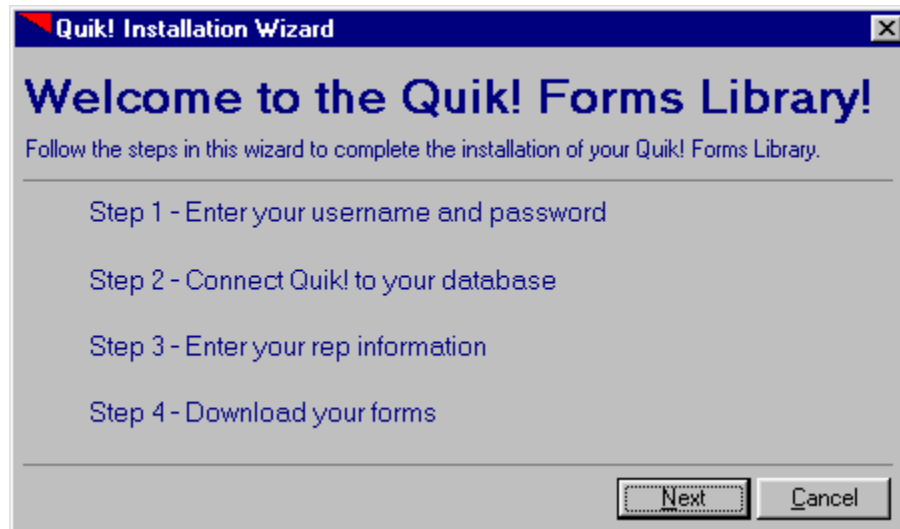 Quik! Installation Wizard
Welcome to the Quik! Forms Library!
Follow the steps in this wizard to complete the installation of your Quik! Forms Library.
Step 1 - Enter your username and password
Step 2 - Connect Quik! to your database
Step 3 - Enter your rep information
Step 4 - Download your forms
Next Cancel